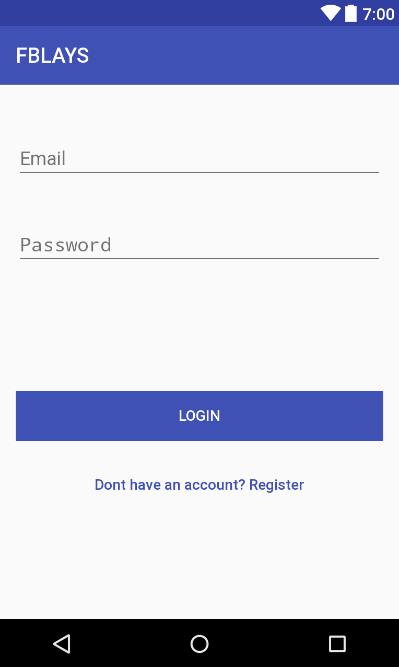 7:00
FBLAYS
Email
Password
LOGIN
Dont have an account? Register